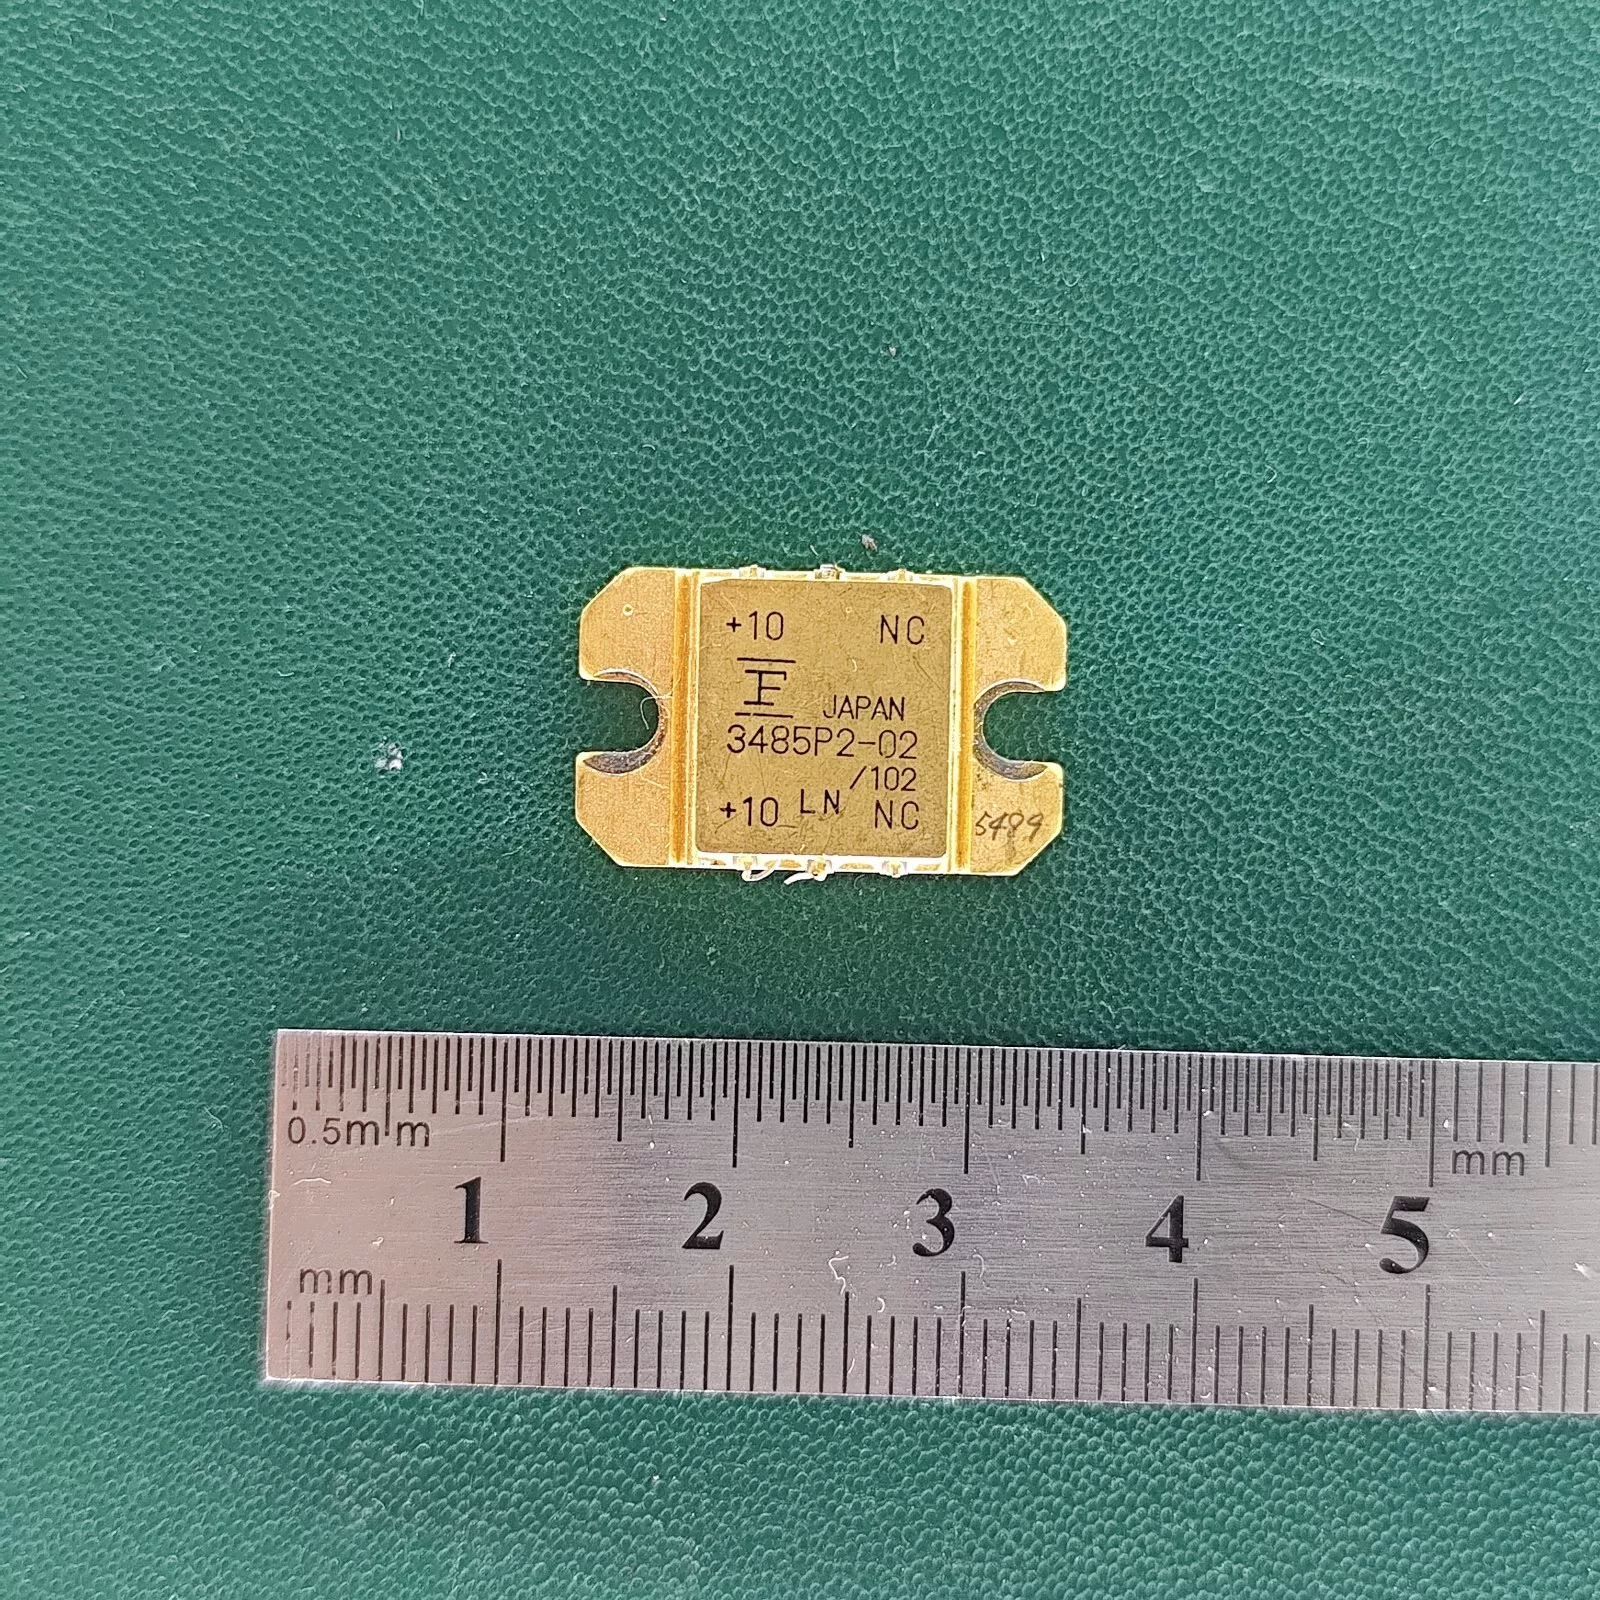 +10 NC
F JAPAN
3485P2-02
/102
+10 LN NC
5499
0.5mm
mm
1 2 3 4 5
mm